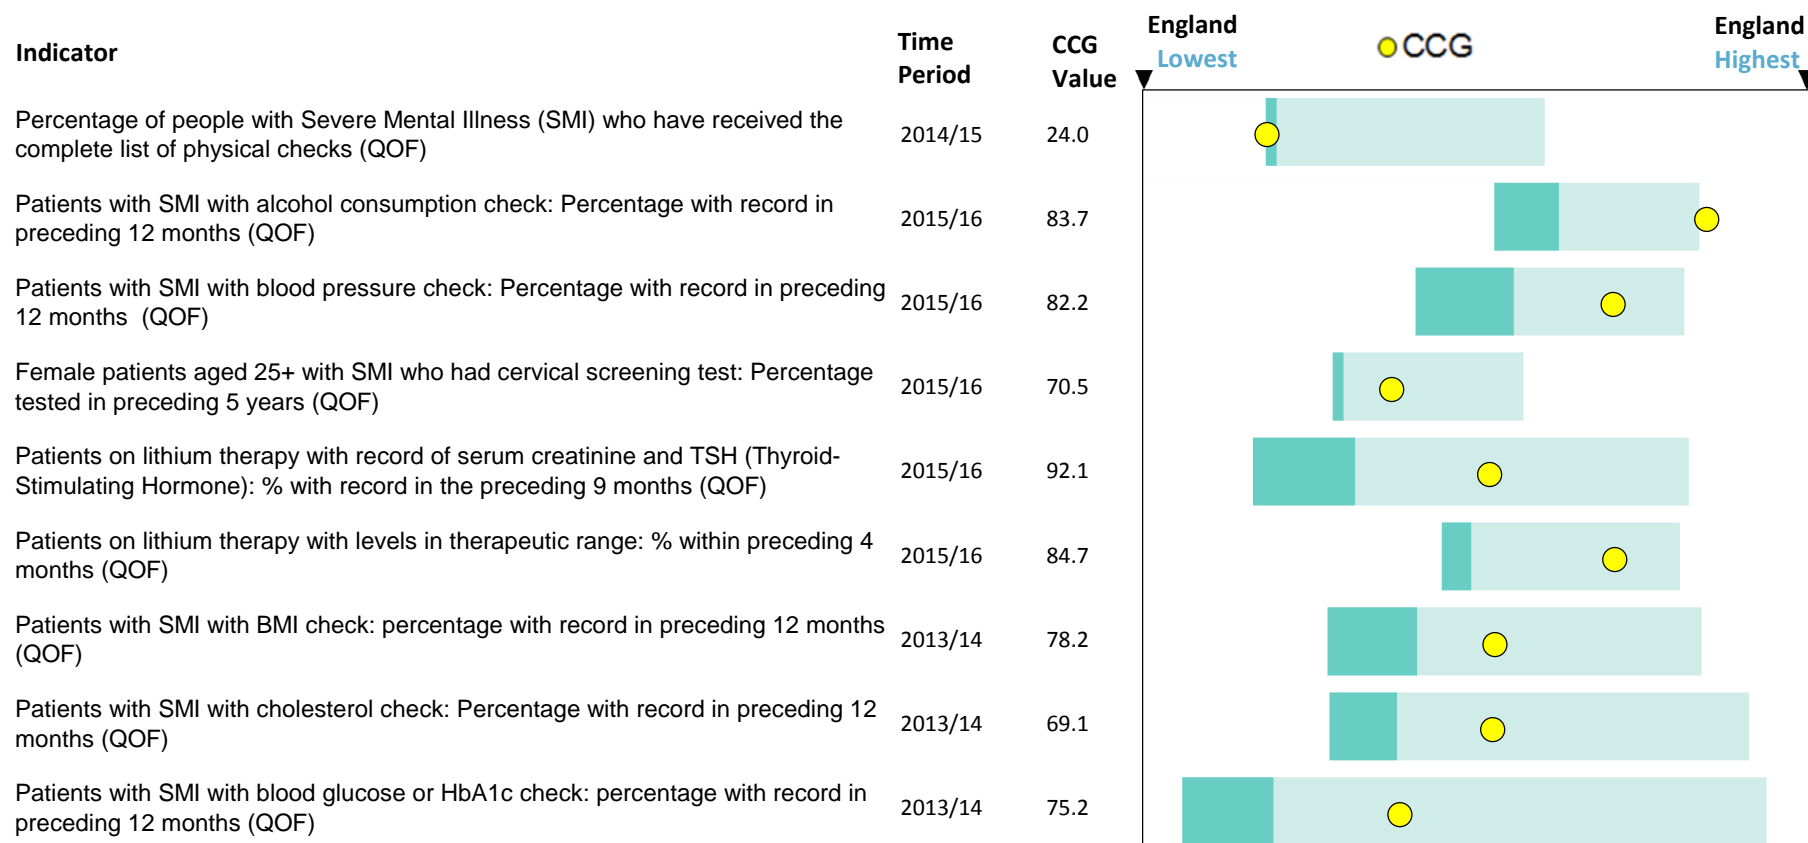 Indicator
Time
Period
CCG
Value
England
Lowest
CCG
England
Highest
Percentage of people with Severe Mental Illness (SMI) who have received the
complete list of physical checks (QOF)
2014/15
24.0
Patients with SMI with alcohol consumption check: Percentage with record in
preceding 12 months (QOF)
2015/16
83.7
Patients with SMI with blood pressure check: Percentage with record in preceding
12 months  (QOF)
2015/16
82.2
Female patients aged 25+ with SMI who had cervical screening test: Percentage
tested in preceding 5 years (QOF)
2015/16
70.5
Patients on lithium therapy with record of serum creatinine and TSH (Thyroid-
Stimulating Hormone): % with record in the preceding 9 months (QOF)
2015/16
92.1
Patients on lithium therapy with levels in therapeutic range: % within preceding 4
months (QOF)
2015/16
84.7
Patients with SMI with BMI check: percentage with record in preceding 12 months
(QOF)
2013/14
78.2
Patients with SMI with cholesterol check: Percentage with record in preceding 12
months (QOF)
2013/14
69.1
Patients with SMI with blood glucose or HbA1c check: percentage with record in
preceding 12 months (QOF)
2013/14
75.2